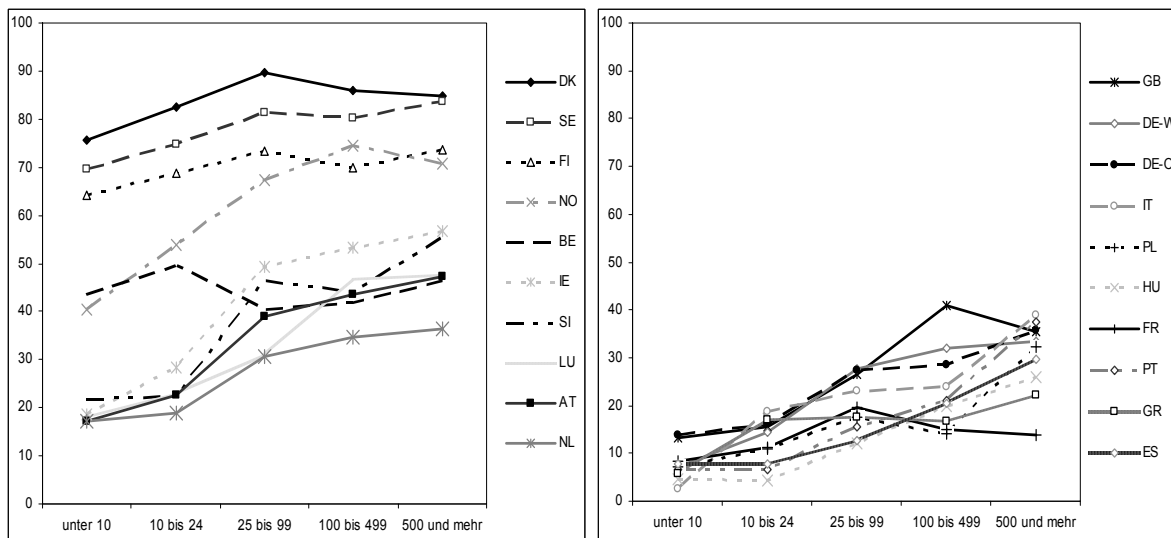 100
90
80
70
60
50
40
30
20
10
0
unter 10 10 bis 24 25 bis 99 100 bis 499 500 und mehr
DK
SE
FI
NO
BE
IE
SI
LU
AT
NL
100
90
80
70
60
50
40
30
20
10
0
unter 10 10 bis 24 25 bis 99 100 bis 499 500 und mehr
GB
DE-W
DE-O
IT
PL
HU
FR
PT
GR
ES